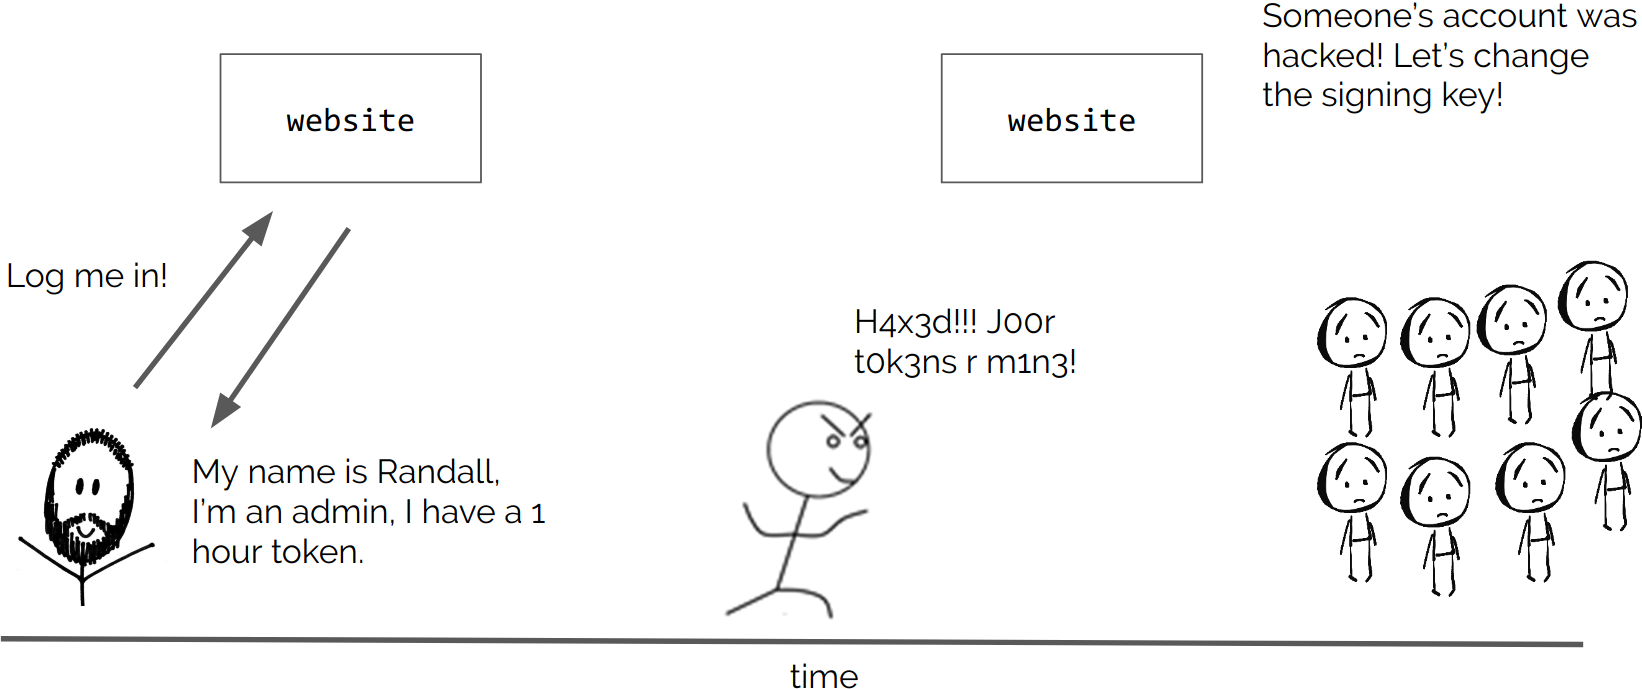 Someone's account was
hacked! Let's change
the signing key!
website
website
Log me in!
H4x3d!!! J00r
t0k3ns r m1n3!
My name is Randall,
I'm an admin, I have a 1
hour token.
time